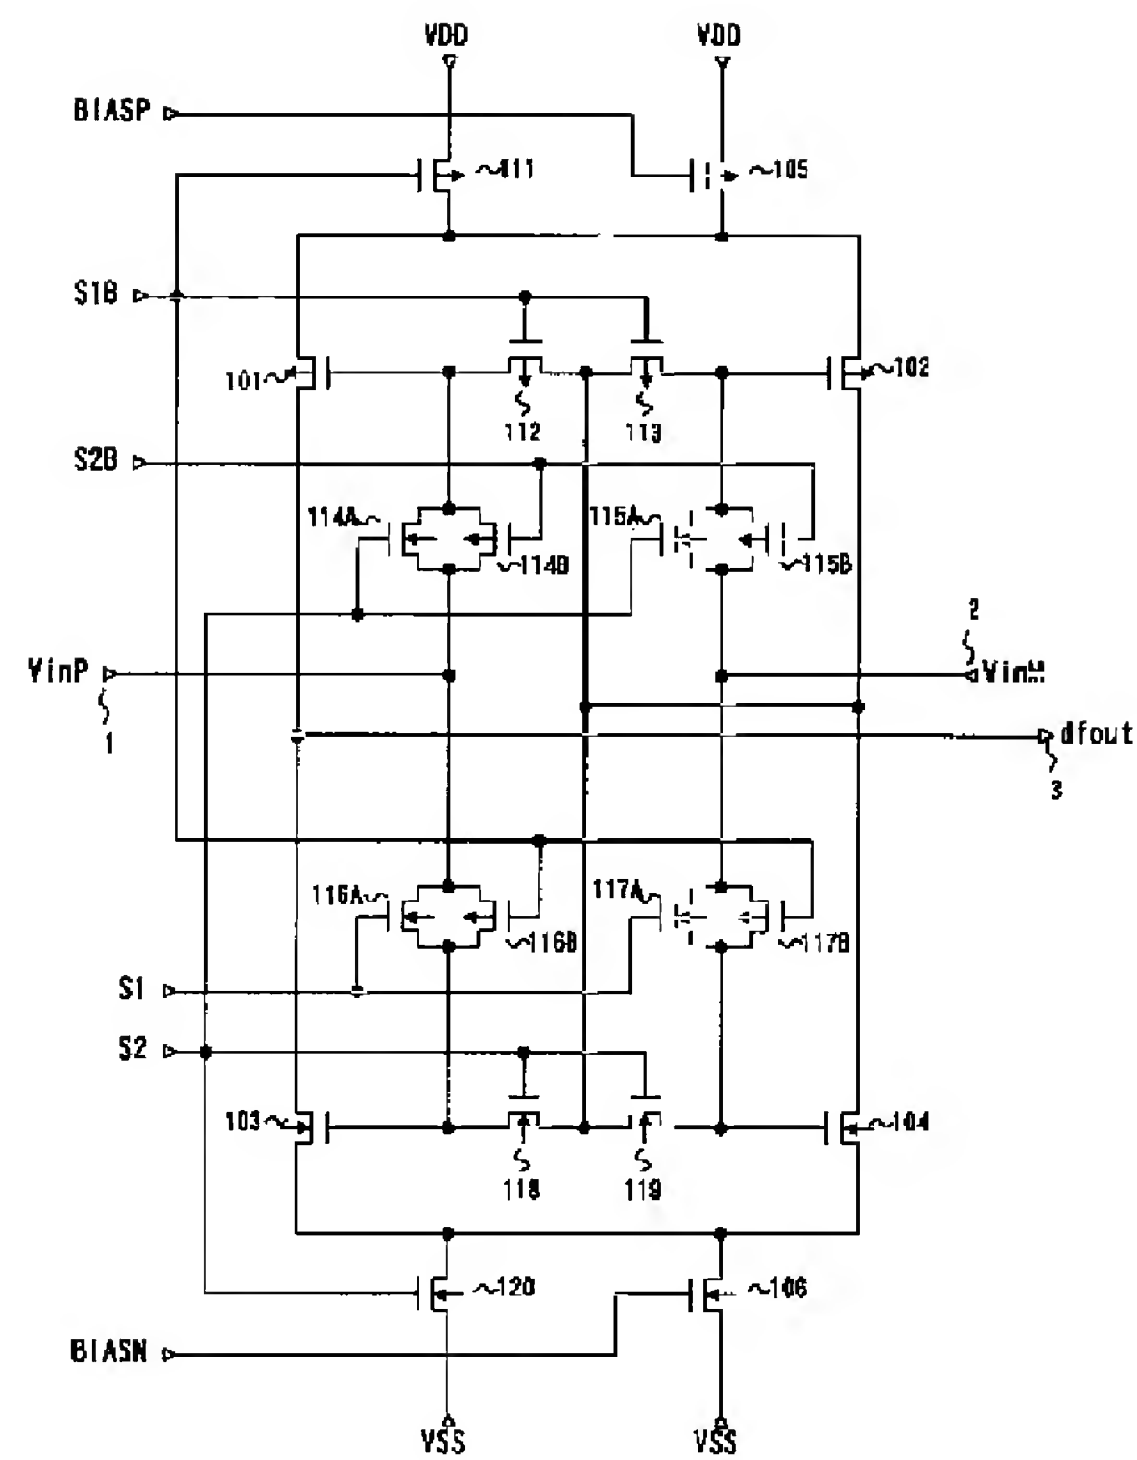 VDD VDD
BIASP
111 105
S1B
101 102
112 113
S2B
114A 115A
114B 115B
2
VinP VinM
1
dfout
3
116A 117A
116B 117B
S1
S2
103 104
118 119
120 106
BIASN
VSS VSS